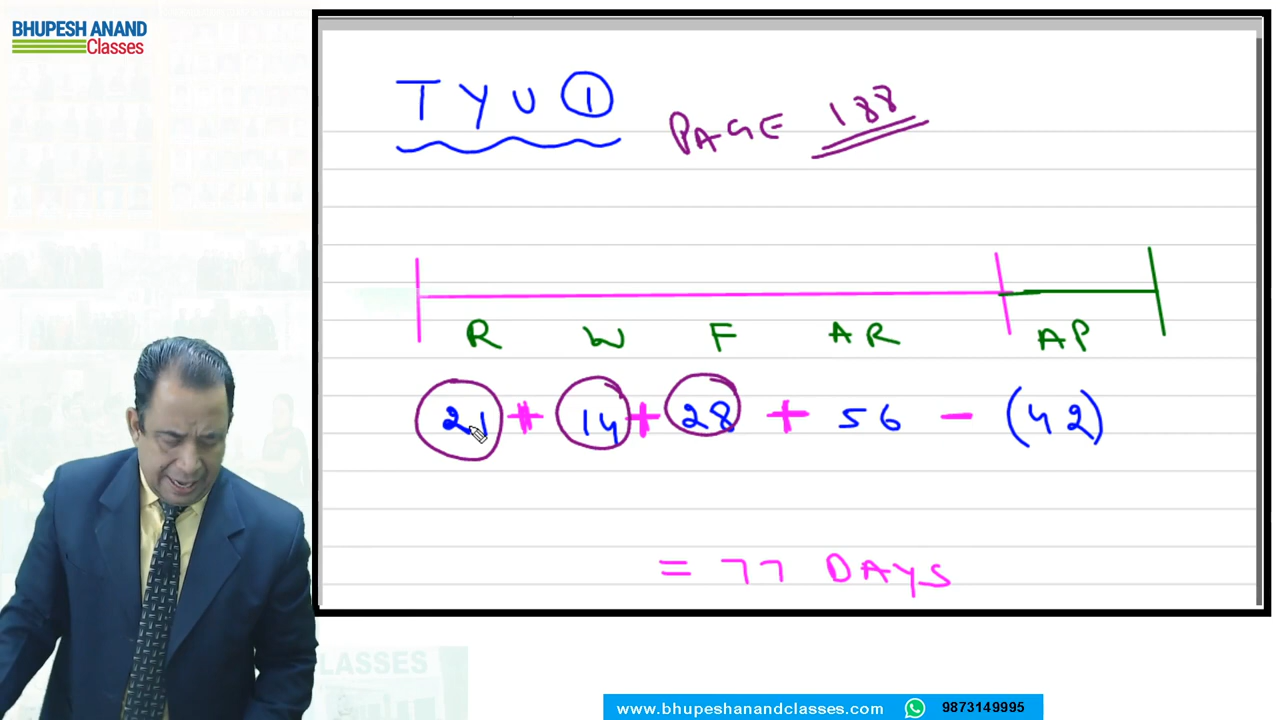 BHUPESH ANAND
Classes
T Y U ①
PAGE 188
R W F AR AP
21 + 14 + 28 + 56 - (42)
= 77 DAYS
CLASSES
www.bhupeshanandclasses.com 9873149995